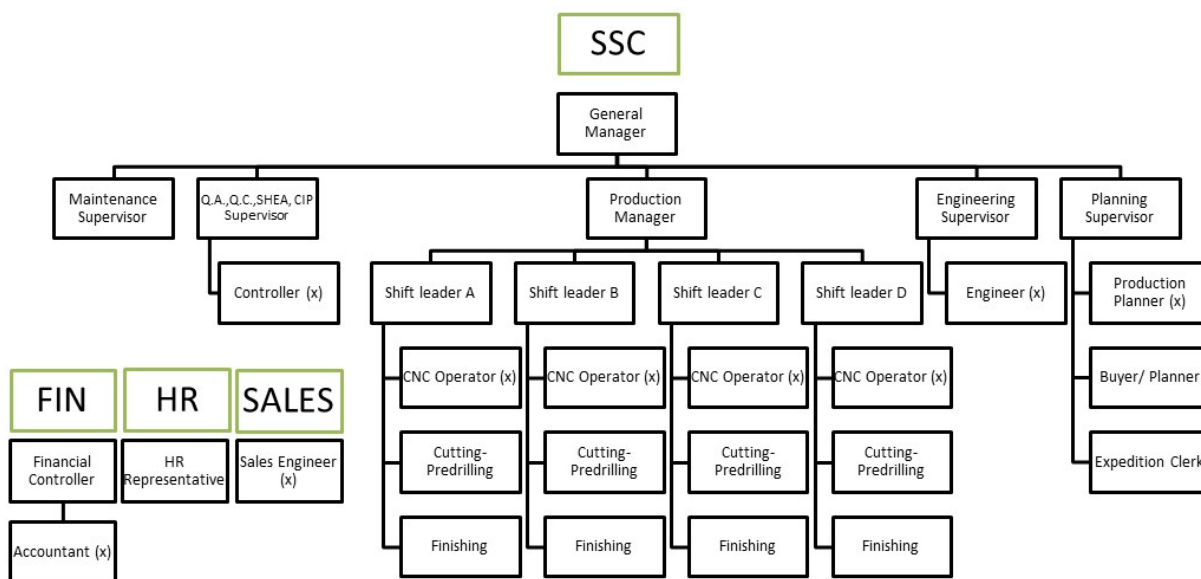 SSC
General
Manager
Maintenance
Supervisor
Q.A.,Q.C.,SHEA, CIP
Supervisor
Production
Manager
Engineering
Supervisor
Planning
Supervisor
Controller (x)
Shift leader A
Shift leader B
Shift leader C
Shift leader D
Engineer (x)
Production
Planner (x)
CNC Operator (x)
CNC Operator (x)
CNC Operator (x)
CNC Operator (x)
Buyer/ Planner
Cutting-
Predrilling
Cutting-
Predrilling
Cutting-
Predrilling
Cutting-
Predrilling
Expedition Clerk
Finishing
Finishing
Finishing
Finishing
FIN
HR
SALES
Financial
Controller
HR
Representative
Sales Engineer
(x)
Accountant (x)